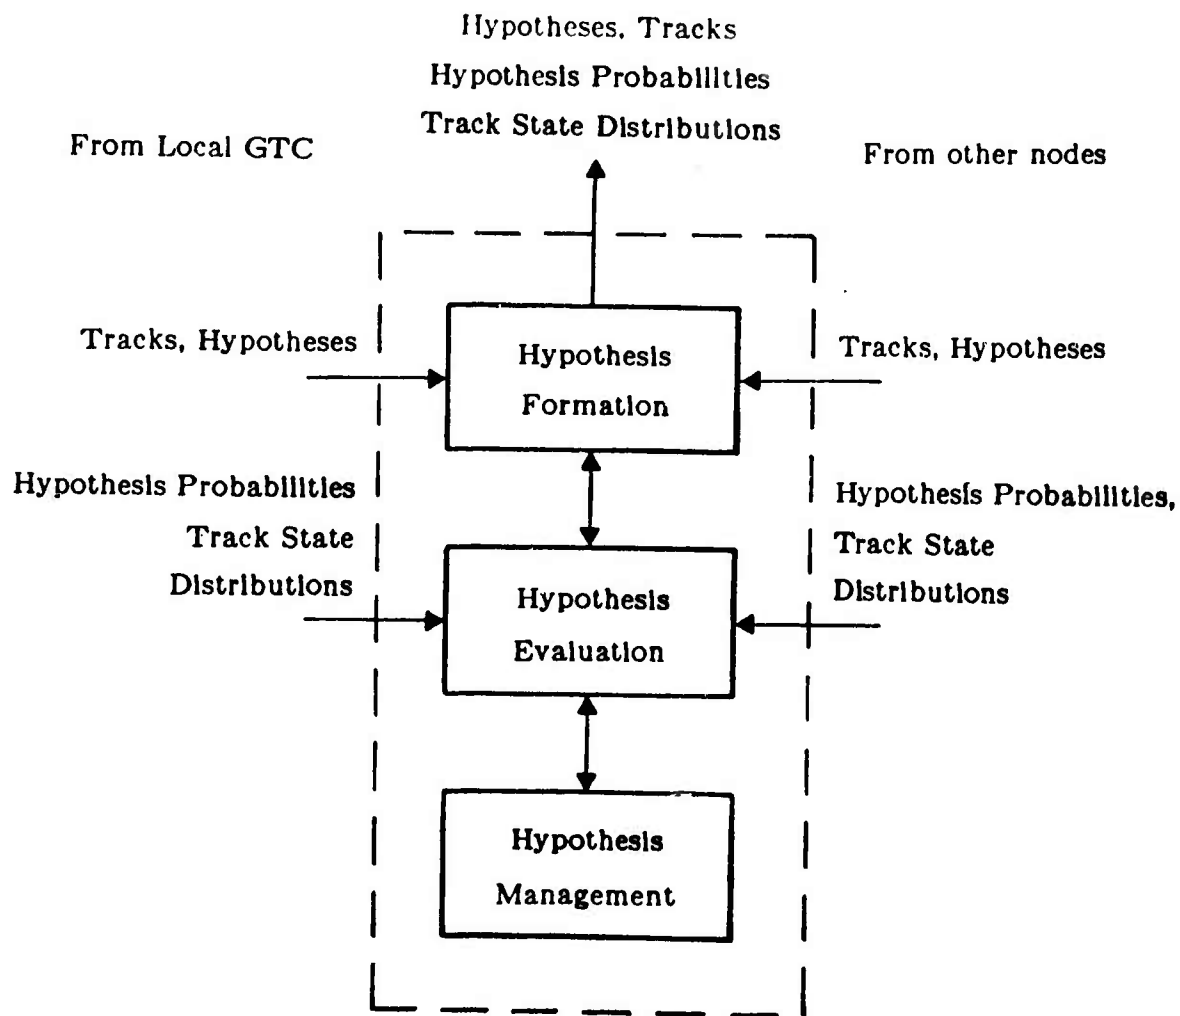 Hypotheses, Tracks
Hypothesis Probabilities
Track State Distributions
From Local GTC
From other nodes
Tracks, Hypotheses
Hypothesis
Formation
Tracks, Hypotheses
Hypothesis Probabilities
Track State
Distributions
Hypothesis Probabilities,
Track State
Distributions
Hypothesis
Evaluation
Hypothesis
Management